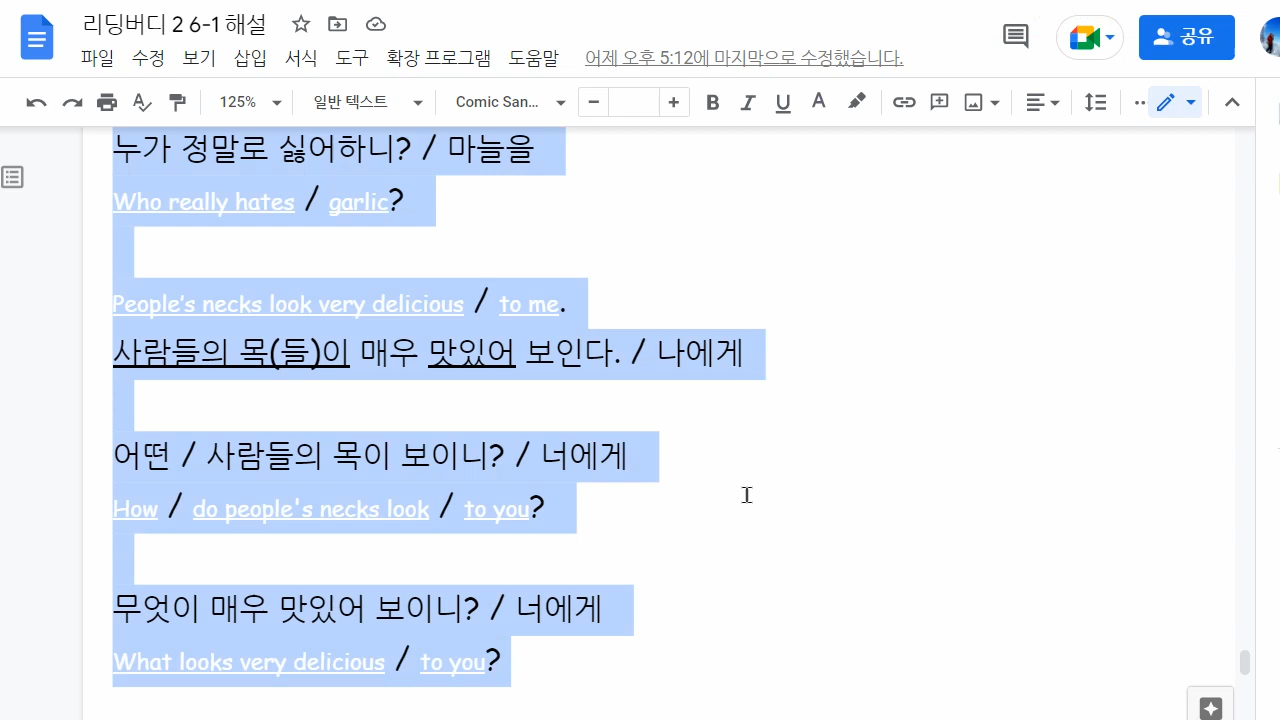 리딩버디 2 6-1 해설
파일 수정 보기 삽입 서식 도구 확장 프로그램 도움말 어제 오후 5:12에 마지막으로 수정했습니다.
공유
125% 일반 텍스트 Comic San... − + B I U A
누가 정말로 싫어하니? / 마늘을
Who really hates / garlic?
People's necks look very delicious / to me.
사람들의 목(들)이 매우 맛있어 보인다. / 나에게
어떤 / 사람들의 목이 보이니? / 너에게
How / do people's necks look / to you?
무엇이 매우 맛있어 보이니? / 너에게
What looks very delicious / to you?